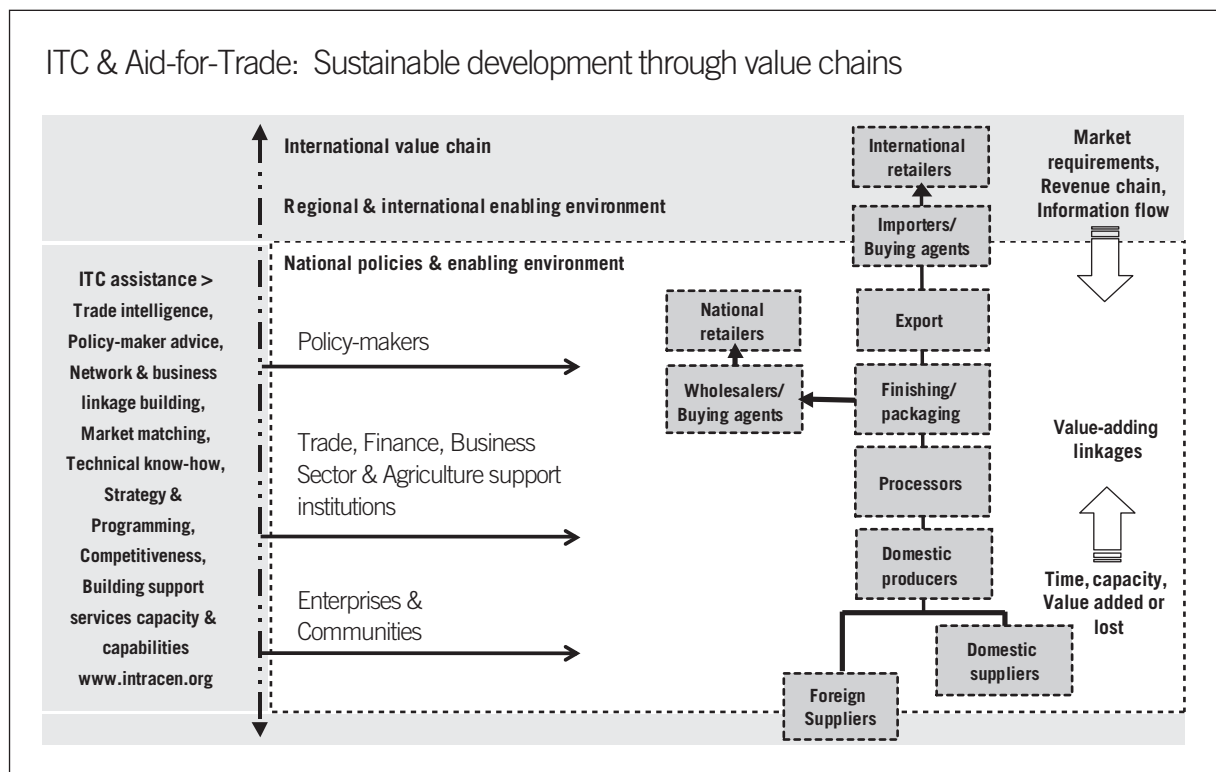 ITC & Aid-for-Trade: Sustainable development through value chains
International value chain
Regional & international enabling environment
National policies & enabling environment
ITC assistance >
Trade intelligence,
Policy-maker advice,
Network & business
linkage building,
Market matching,
Technical know-how,
Strategy &
Programming,
Competitiveness,
Building support
services capacity &
capabilities
www.intracen.org
Policy-makers
Trade, Finance, Business
Sector & Agriculture support
institutions
Enterprises &
Communities
International
retailers
Importers/
Buying agents
Export
National
retailers
Wholesalers/
Buying agents
Finishing/
packaging
Processors
Domestic
producers
Domestic
suppliers
Foreign
Suppliers
Market
requirements,
Revenue chain,
Information flow
Value-adding
linkages
Time, capacity,
Value added or
lost